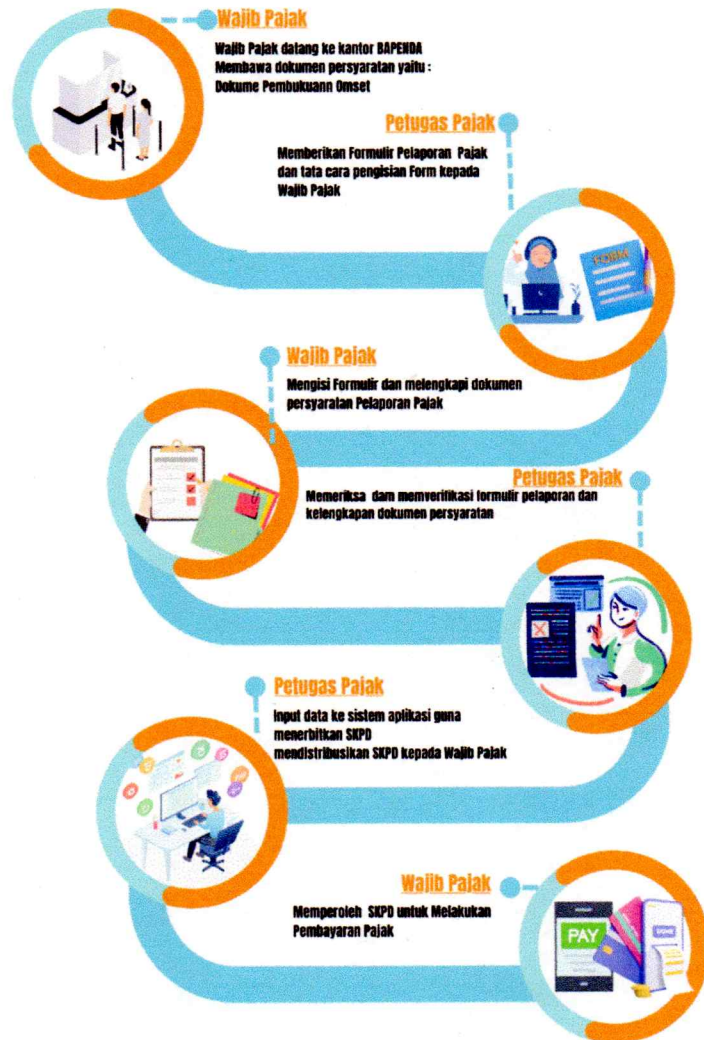 Wajib Pajak
Wajib Pajak datang ke kantor BAPENDA
Membawa dokumen persyaratan yaitu :
Dokume Pembukuann Omset
Petugas Pajak
Memberikan Formulir Pelaporan Pajak
dan tata cara pengisian Form kepada
Wajib Pajak
FORM
Wajib Pajak
Mengisi Formulir dan melengkapi dokumen
persyaratan Pelaporan Pajak
Petugas Pajak
Memeriksa dam memverifikasi formulir pelaporan dan
kelengkapan dokumen persyaratan
Petugas Pajak
Input data ke sistem aplikasi guna
menerbitkan SKPD
mendistribusikan SKPD kepada Wajib Pajak
Wajib Pajak
Memperoleh SKPD untuk Melakukan
Pembayaran Pajak
PAY